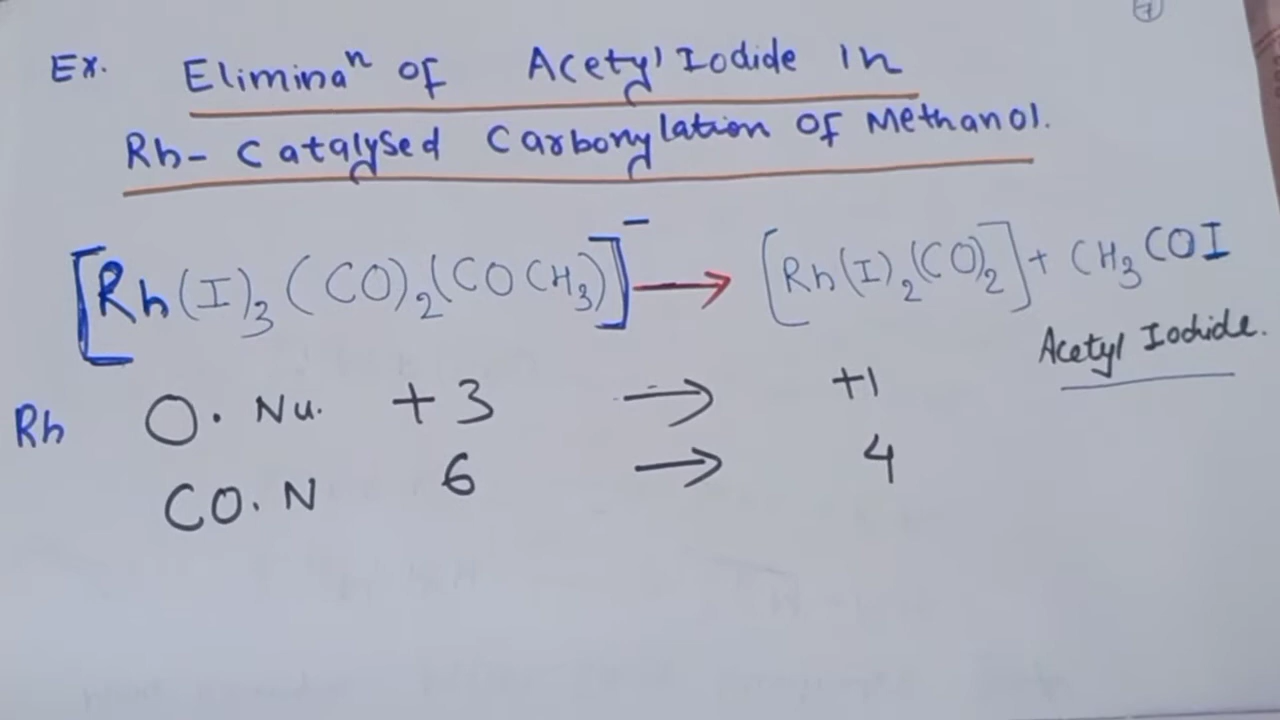 7
Ex. Eliminaⁿ of Acetyl Iodide In
Rh- Catalysed Carbonylation Of Methanol.
[Rh(I)₃(CO)₂(COCH₃)]⁻ → [Rh(I)₂(CO)₂] + CH₃COI
Acetyl Iodide.
Rh O. Nu. +3 → +1
CO. N 6 → 4